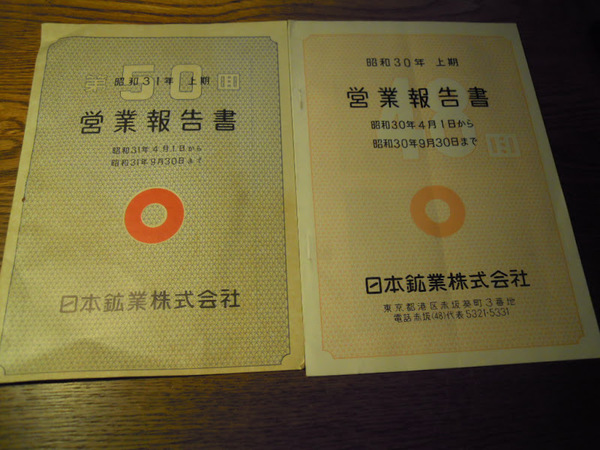 第50回
昭和31年 上期
営業報告書
昭和31年4月1日から
昭和31年9月30日まで
日本鉱業株式会社
昭和30年 上期
営業報告書
昭和30年4月1日から
昭和30年9月30日まで
回
日本鉱業株式会社
東京都港区赤坂葵町3番地
電話赤坂(48)代表5321-5331